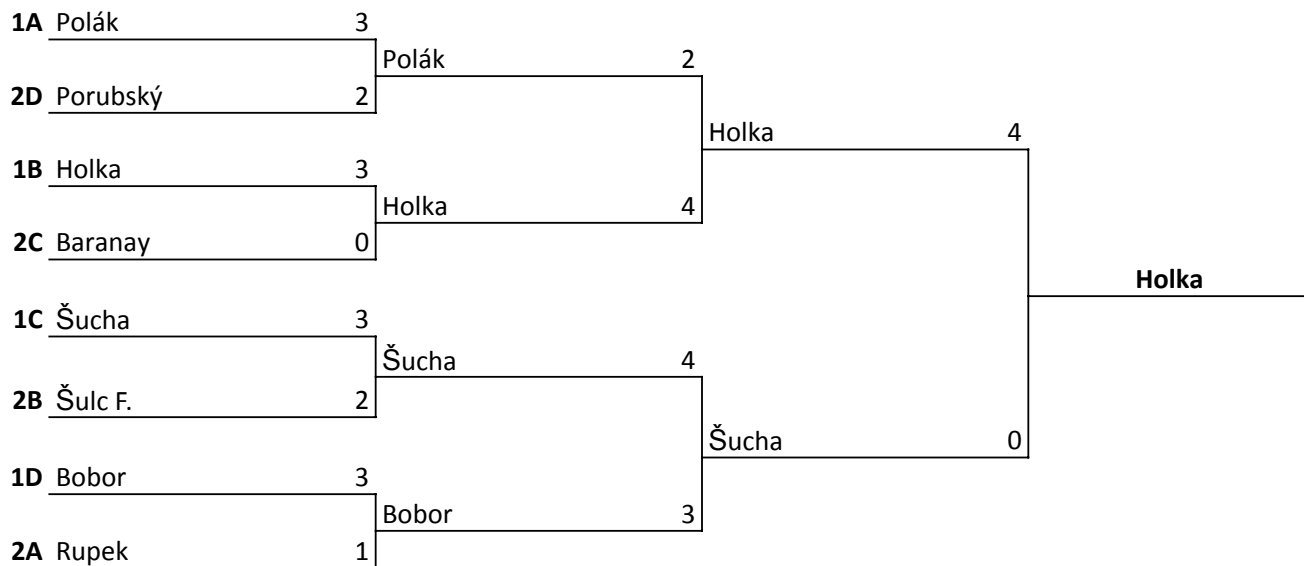 1A Polák 3
Polák 2
2D Porubský 2
Holka 4
1B Holka 3
Holka 4
2C Baranay 0
Holka
1C Šucha 3
Šucha 4
2B Šulc F. 2
Šucha 0
1D Bobor 3
Bobor 3
2A Rupek 1